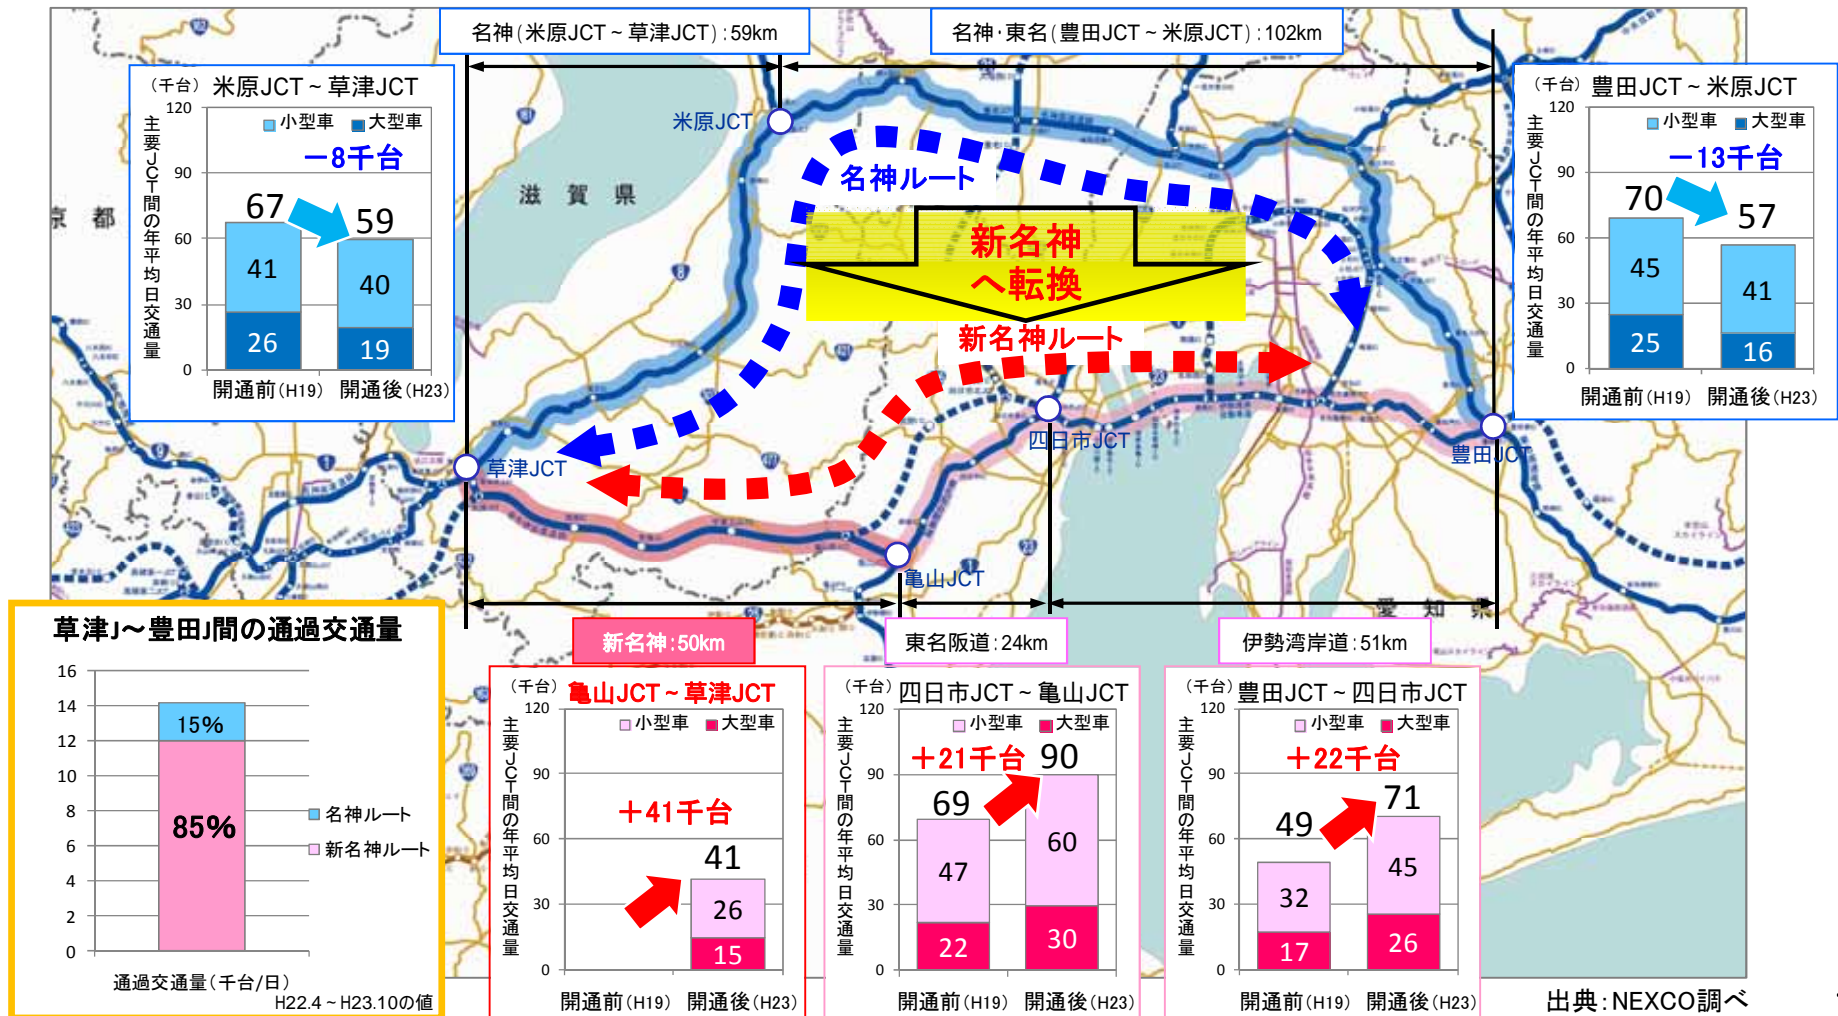 名神(米原JCT～草津JCT):59km
名神・東名(豊田JCT～米原JCT):102km
(千台)
米原JCT～草津JCT
小型車 大型車
－8千台
主要JCT間の年平均日交通量
120
90
60
30
0
67
59
41
40
26
19
開通前(H19) 開通後(H23)
(千台)
豊田JCT～米原JCT
小型車 大型車
－13千台
主要JCT間の年平均日交通量
120
90
60
30
0
70
57
45
41
25
16
開通前(H19) 開通後(H23)
米原JCT
滋賀県
京都
名神ルート
新名神
へ転換
新名神ルート
草津JCT
四日市JCT
豊田JCT
亀山JCT
愛知県
新名神:50km
東名阪道:24km
伊勢湾岸道:51km
草津J～豊田J間の通過交通量
16
14
12
10
8
6
4
2
0
15%
85%
名神ルート
新名神ルート
通過交通量(千台/日)
H22.4～H23.10の値
(千台)
亀山JCT～草津JCT
小型車 大型車
主要JCT間の年平均日交通量
120
90
60
30
0
＋41千台
41
26
15
開通前(H19) 開通後(H23)
(千台)
四日市JCT～亀山JCT
小型車 大型車
主要JCT間の年平均日交通量
120
90
60
30
0
＋21千台
69
90
47
60
22
30
開通前(H19) 開通後(H23)
(千台)
豊田JCT～四日市JCT
小型車 大型車
主要JCT間の年平均日交通量
120
90
60
30
0
＋22千台
49
71
32
45
17
26
開通前(H19) 開通後(H23)
出典:NEXCO調べ